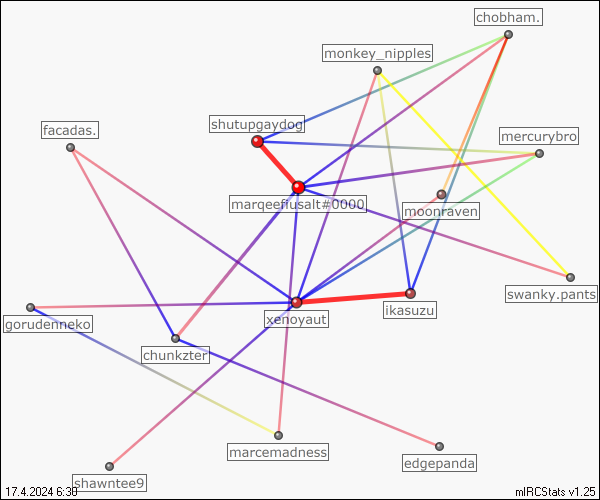 chobham.
monkey_nipples
facadas.
shutupgaydog
mercurybro
marqeefiusalt#0000
moonraven
swanky.pants
gorudenneko
xenoyaut
ikasuzu
chunkzter
marcemadness
edgepanda
shawntee9
17.4.2024 6:30
mIRCStats v1.25